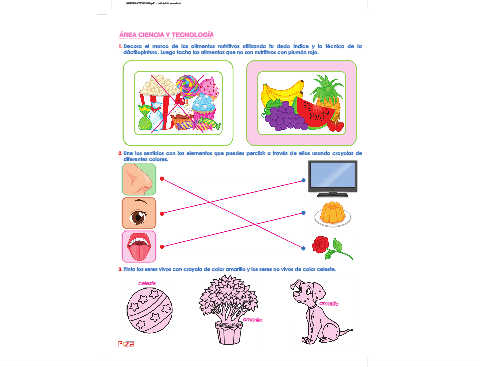 ÁREA CIENCIA Y TECNOLOGÍA
1. Decora el marco de los alimentos nutritivos utilizando tu dedo índice y la técnica de la
dáctilopintura. Luego tacha los alimentos que no son nutritivos con plumón rojo.
2. Une los sentidos con los elementos que puedes percibir a través de ellos usando crayolas de
diferentes colores.
3. Pinta los seres vivos con crayola de color amarillo y los seres no vivos de color celeste.
celeste
amarillo
amarillo